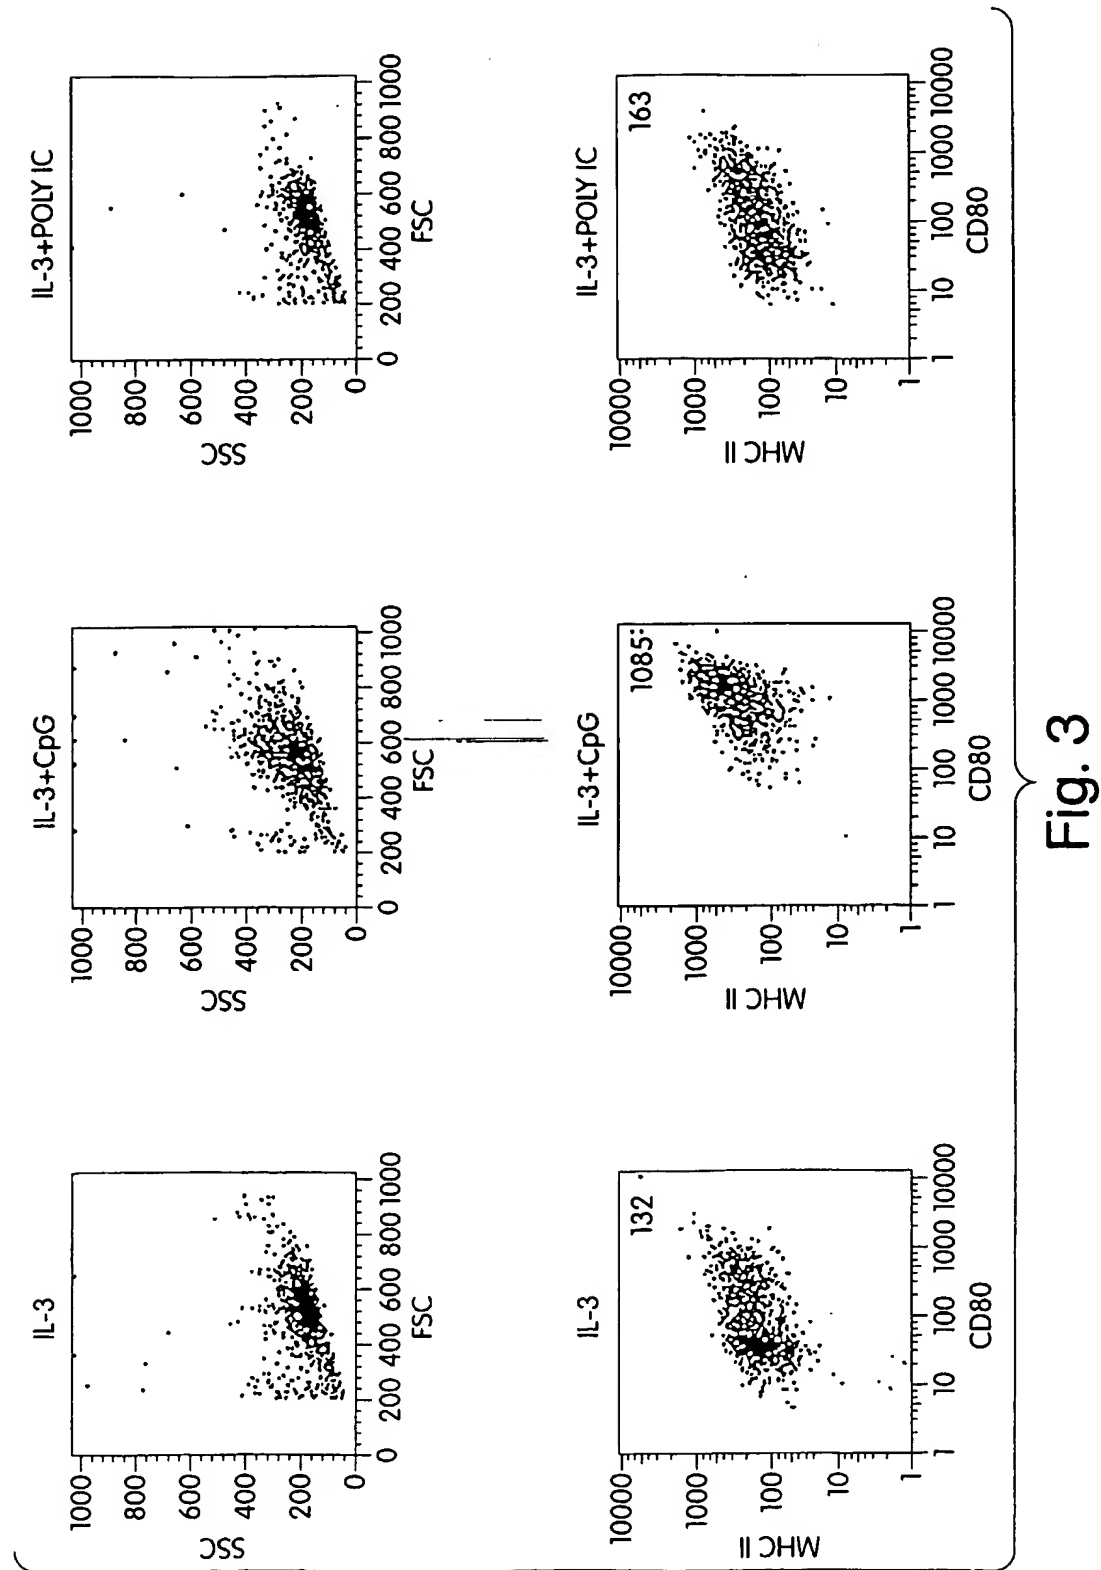 IL-3
1000
800
600
400
200
0
SSC
0 200 400 600 800 1000
FSC
IL-3+CpG
1000
800
600
400
200
0
SSC
0 200 400 600 800 1000
FSC
IL-3+POLY IC
1000
800
600
400
200
0
SSC
0 200 400 600 800 1000
FSC
IL-3
132
10000
1000
100
10
1
MHC II
1 10 100 1000 10000
CD80
IL-3+CpG
1085
10000
1000
100
10
1
MHC II
1 10 100 1000 10000
CD80
IL-3+POLY IC
163
10000
1000
100
10
1
MHC II
1 10 100 1000 10000
CD80
Fig. 3